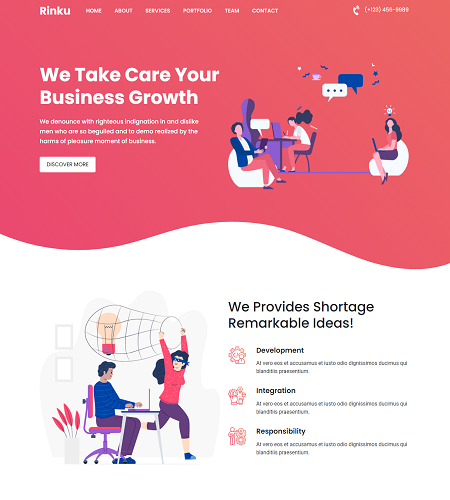 Rinku HOME ABOUT SERVICES PORTFOLIO TEAM CONTACT (+123) 456-9989
We Take Care Your
Business Growth
We denounce with righteous indignation in and dislike
men who are so beguiled and to demo realized by the
harms of pleasure moment of business.
DISCOVER MORE
We Provides Shortage
Remarkable Ideas!
Development
At vero eos et accusamus et iusto odio dignissimos ducimus qui
blanditiis praesentium.
Integration
At vero eos et accusamus et iusto odio dignissimos ducimus qui
blanditiis praesentium.
Responsibility
At vero eos et accusamus et iusto odio dignissimos ducimus qui
blanditiis praesentium.